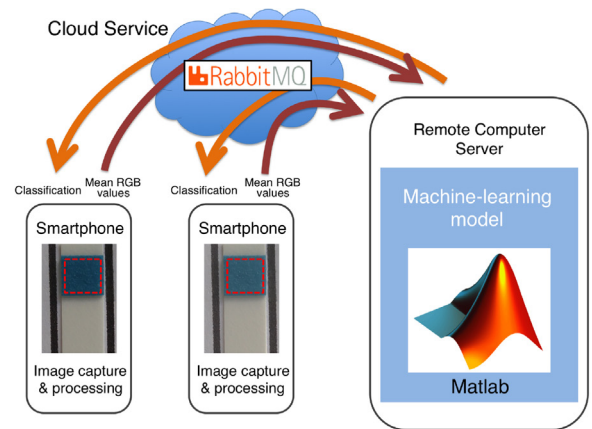 Cloud Service
RabbitMQ
Remote Computer
Server
Classification
Mean RGB
values
Classification
Mean RGB
values
Machine-learning
model
Smartphone
Smartphone
Image capture
& processing
Image capture
& processing
Matlab